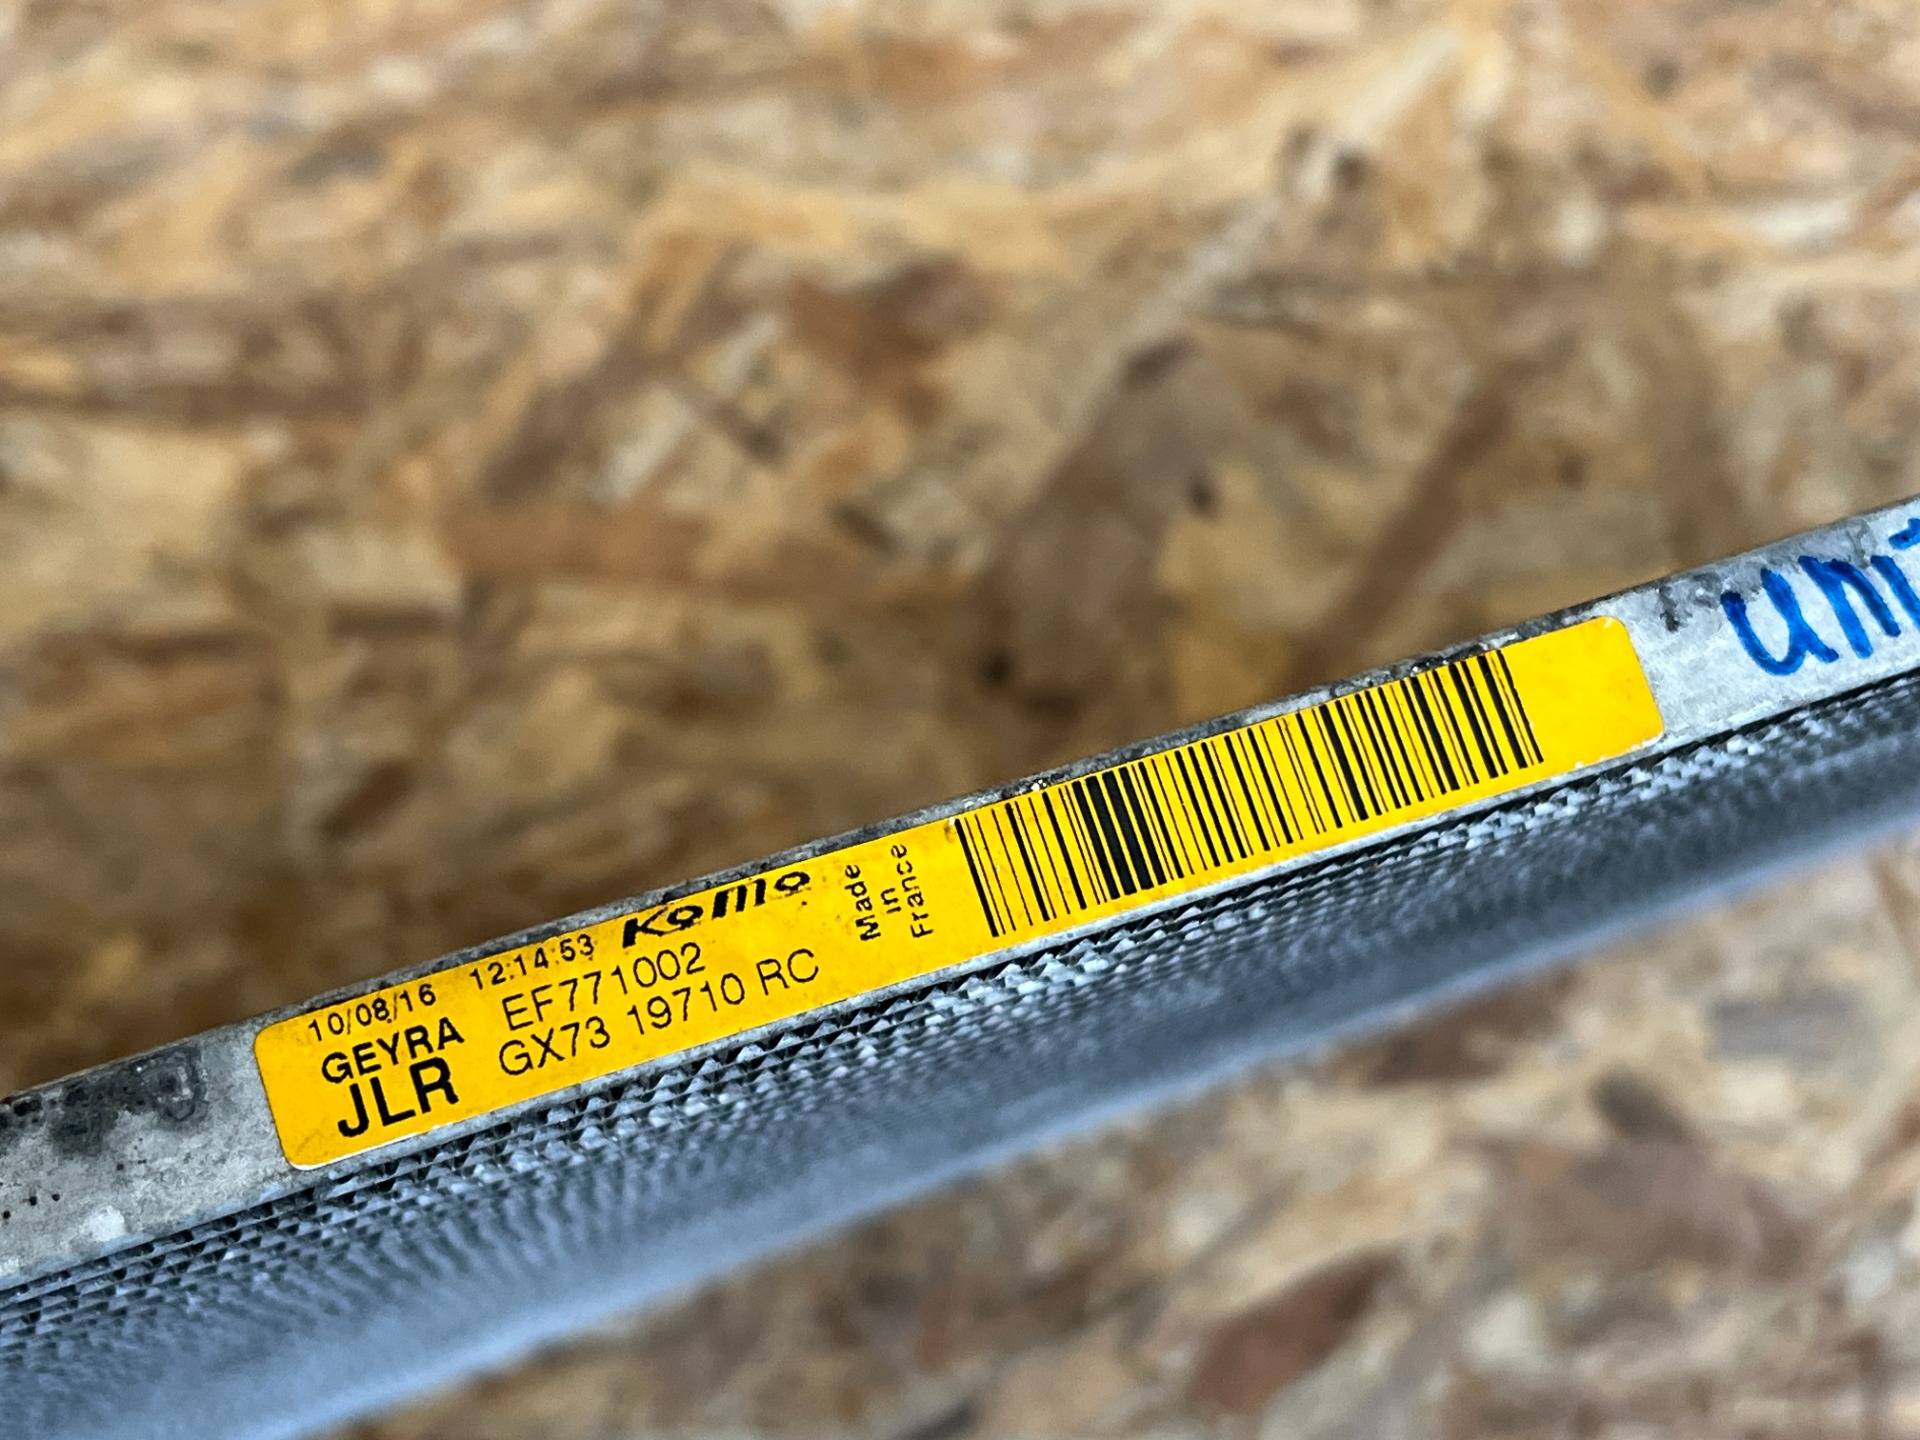 10/08/16 12:14:53 Komo
GEYRA EF771002
JLR GX73 19710 RC
Made
in
France